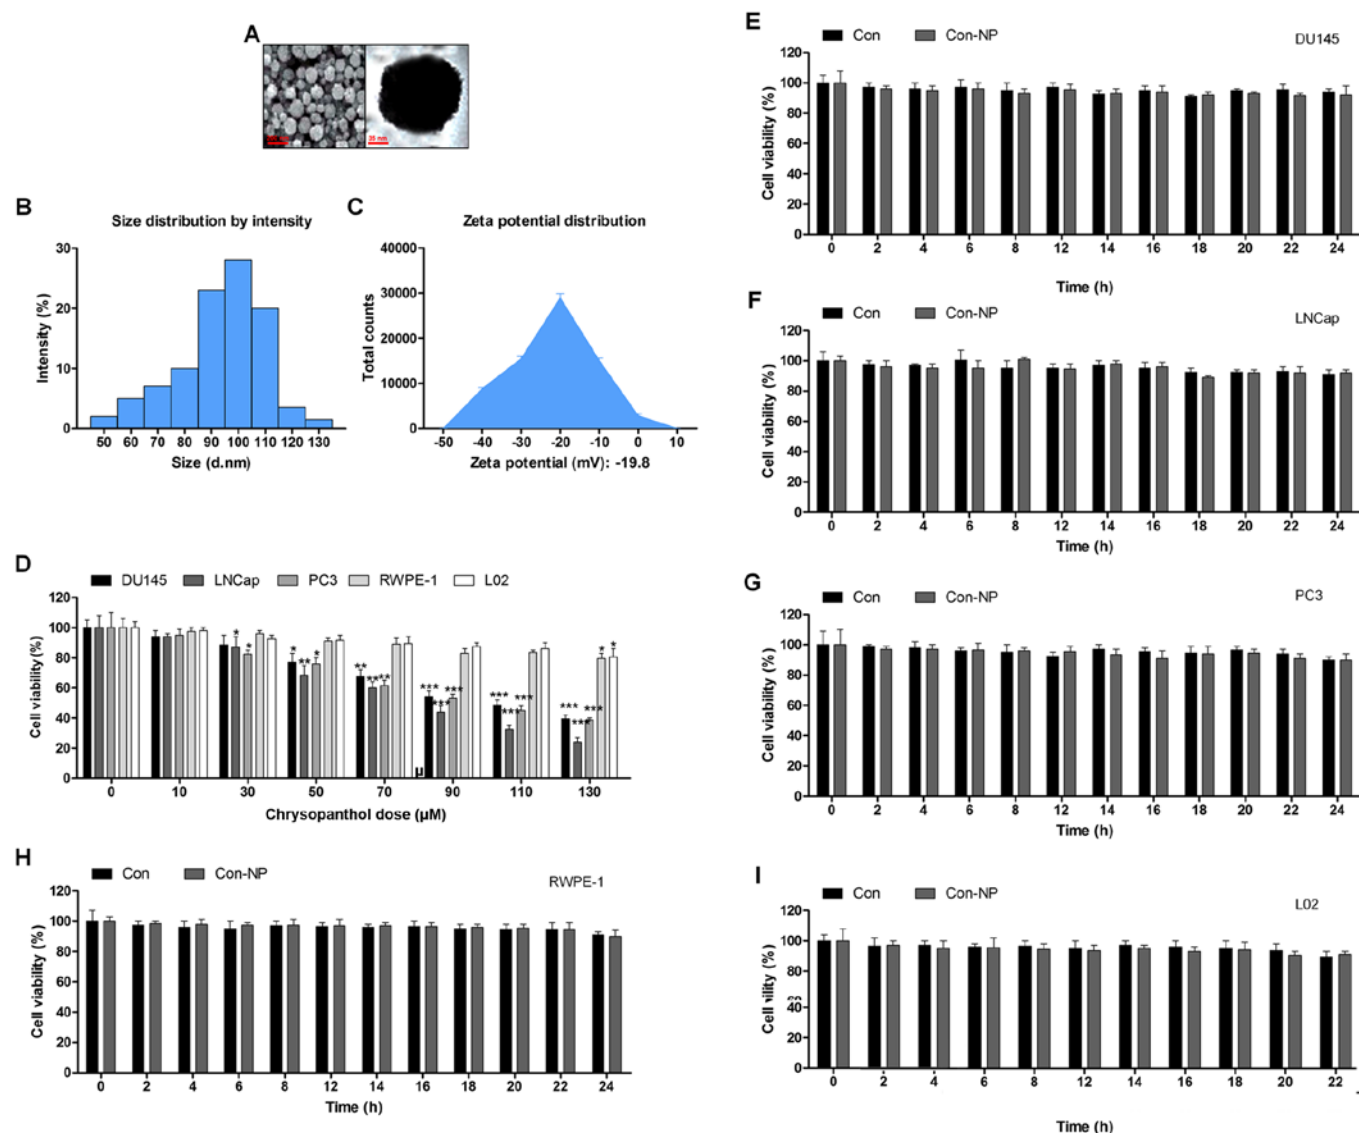 A
35 nm
B
Size distribution by intensity
Intensity (%)
30
20
10
0
50 60 70 80 90 100 110 120 130
Size (d.nm)
C
Zeta potential distribution
Total counts
40000
30000
20000
10000
0
-50 -40 -30 -20 -10 0 10
Zeta potential (mV): -19.8
D
DU145 LNCap PC3 RWPE-1 L02
Cell viability (%)
120
100
80
60
40
20
0
* * * ** * ** ** ** *** *** *** *** *** *** *** *** *** * *
μ
0 10 30 50 70 90 110 130
Chrysopanthol dose (μM)
H
Con Con-NP
RWPE-1
Cell viability (%)
120
100
80
60
40
20
0
0 2 4 6 8 12 14 16 18 20 22 24
Time (h)
E
Con Con-NP
DU145
Cell viability (%)
120
100
80
60
40
20
0
0 2 4 6 8 12 14 16 18 20 22 24
Time (h)
F
Con Con-NP
LNCap
Cell viability (%)
120
100
80
60
40
20
0
0 2 4 6 8 12 14 16 18 20 22 24
Time (h)
G
Con Con-NP
PC3
Cell viability (%)
120
100
80
60
40
20
0
0 2 4 6 8 12 14 16 18 20 22 24
Time (h)
I
Con Con-NP
L02
Cell (%)
120
100
80
40
20
0
0 2 4 6 8 12 14 16 18 20 22
Time (h)